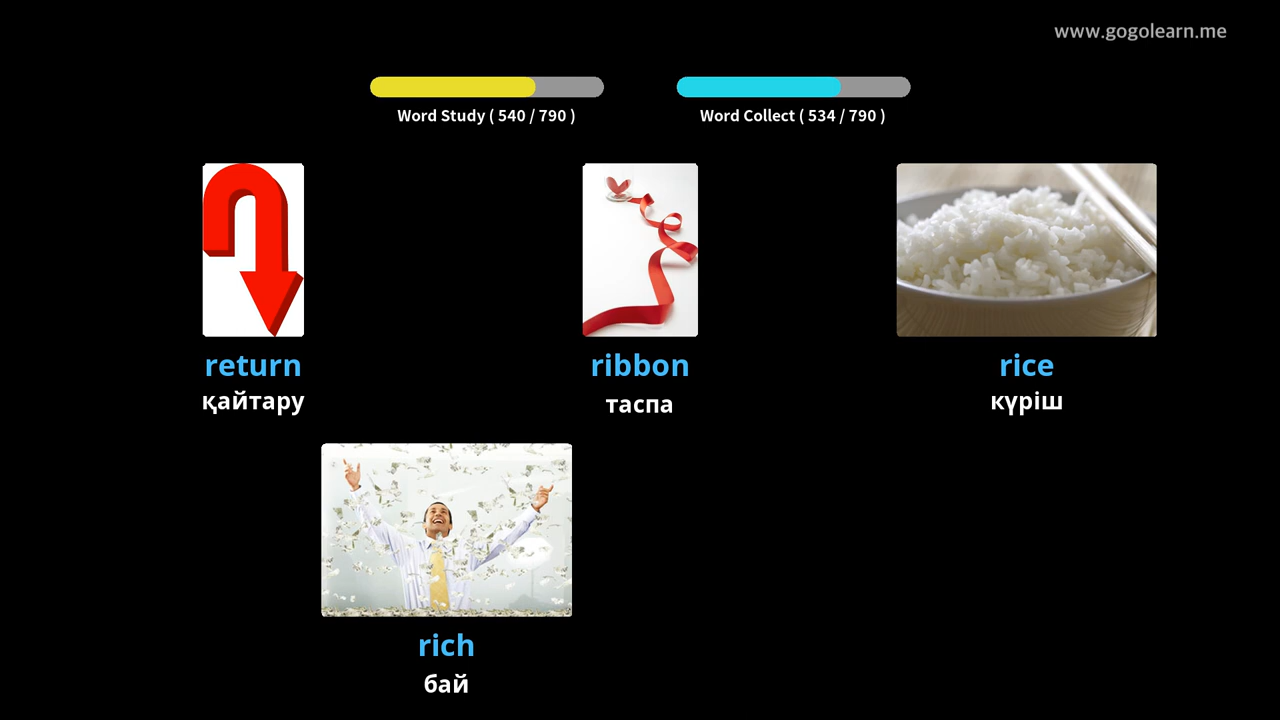 www.gogolearn.me
Word Study ( 540 / 790 )
Word Collect ( 534 / 790 )
return
қайтару
ribbon
таспа
rice
күріш
rich
бай